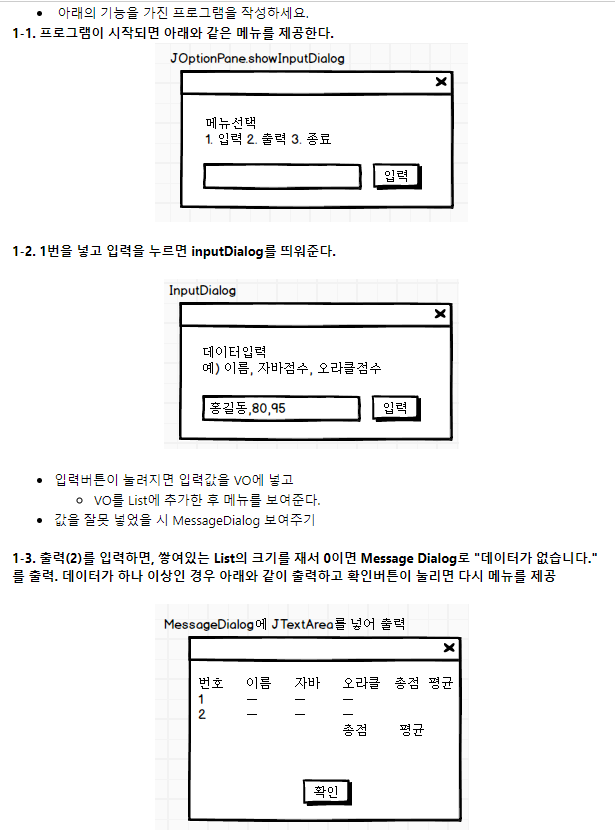 • 아래의 기능을 가진 프로그램을 작성하세요.
1-1. 프로그램이 시작되면 아래와 같은 메뉴를 제공한다.
JOptionPane.showInputDialog
메뉴선택
1. 입력 2. 출력 3. 종료
입력
1-2. 1번을 넣고 입력을 누르면 inputDialog를 띄워준다.
InputDialog
데이터입력
예) 이름, 자바점수, 오라클점수
홍길동,80,95
입력
• 입력버튼이 눌려지면 입력값을 VO에 넣고
○ VO를 List에 추가한 후 메뉴를 보여준다.
• 값을 잘못 넣었을 시 MessageDialog 보여주기
1-3. 출력(2)를 입력하면, 쌓여있는 List의 크기를 재서 0이면 Message Dialog로 "데이터가 없습니다."
를 출력. 데이터가 하나 이상인 경우 아래와 같이 출력하고 확인버튼이 눌리면 다시 메뉴를 제공
MessageDialog에 JTextArea를 넣어 출력
번호 이름 자바 오라클 총점 평균
1 — — —
2 — — —
총점 평균
확인